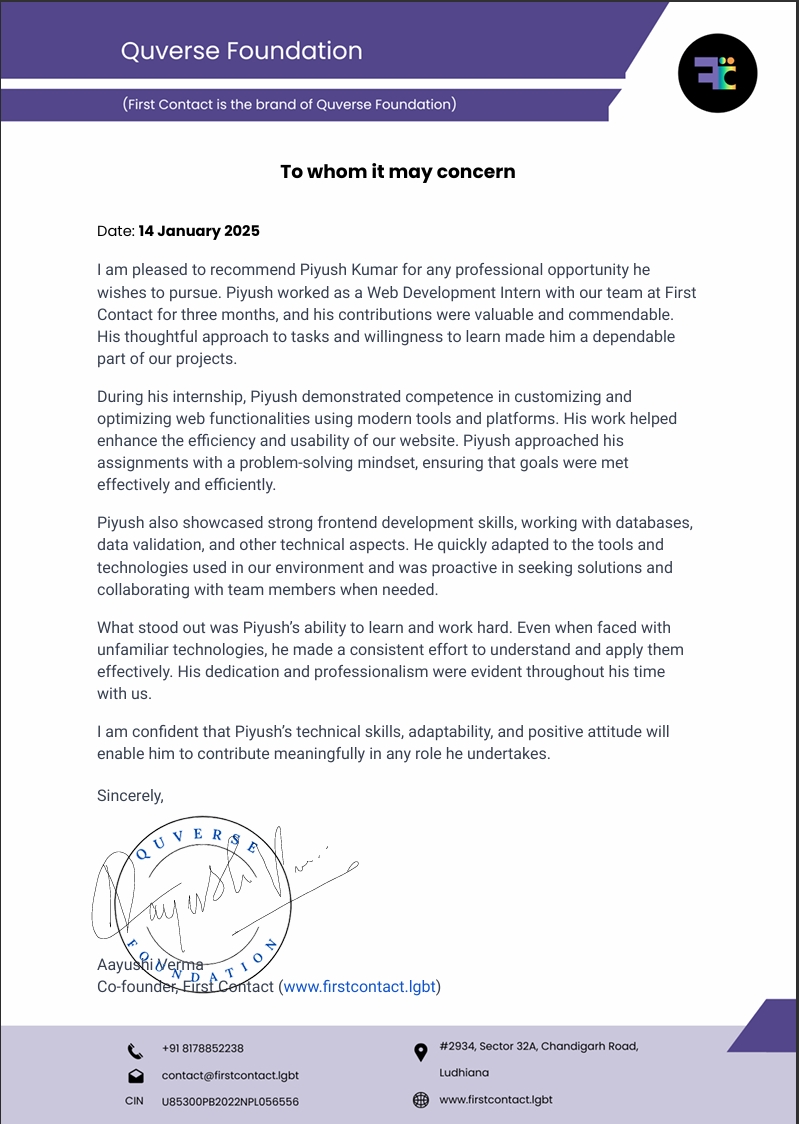 Quverse Foundation
(First Contact is the brand of Quverse Foundation)
To whom it may concern
Date: 14 January 2025
I am pleased to recommend Piyush Kumar for any professional opportunity he
wishes to pursue. Piyush worked as a Web Development Intern with our team at First
Contact for three months, and his contributions were valuable and commendable.
His thoughtful approach to tasks and willingness to learn made him a dependable
part of our projects.
During his internship, Piyush demonstrated competence in customizing and
optimizing web functionalities using modern tools and platforms. His work helped
enhance the efficiency and usability of our website. Piyush approached his
assignments with a problem-solving mindset, ensuring that goals were met
effectively and efficiently.
Piyush also showcased strong frontend development skills, working with databases,
data validation, and other technical aspects. He quickly adapted to the tools and
technologies used in our environment and was proactive in seeking solutions and
collaborating with team members when needed.
What stood out was Piyush’s ability to learn and work hard. Even when faced with
unfamiliar technologies, he made a consistent effort to understand and apply them
effectively. His dedication and professionalism were evident throughout his time
with us.
I am confident that Piyush’s technical skills, adaptability, and positive attitude will
enable him to contribute meaningfully in any role he undertakes.
Sincerely,
QUVERSE
FOUNDATION
Aayushi Verma
Co-founder, First Contact (www.firstcontact.lgbt)
+91 8178852238
contact@firstcontact.lgbt
CIN U85300PB2022NPL056556
#2934, Sector 32A, Chandigarh Road,
Ludhiana
www.firstcontact.lgbt